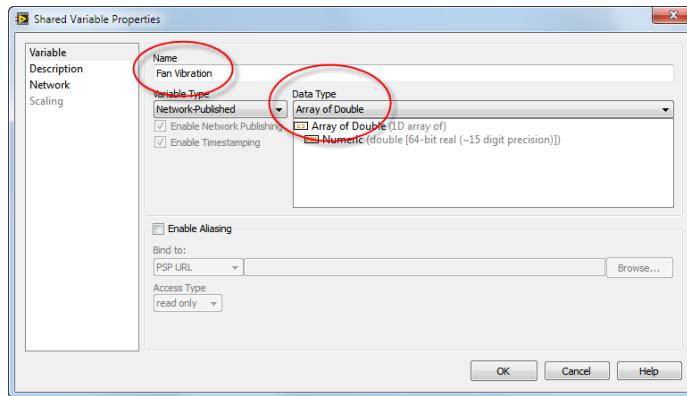 Shared Variable Properties
Variable
Description
Network
Scaling
Name
Fan Vibration
Variable Type
Data Type
Network-Published
Array of Double
Enable Network Publishing
Array of Double (1D array of)
Enable Timestamping
Numeric (double [64-bit real (~15 digit precision)])
Enable Aliasing
Bind to:
PSP URL
Browse...
Access Type
read only
OK
Cancel
Help